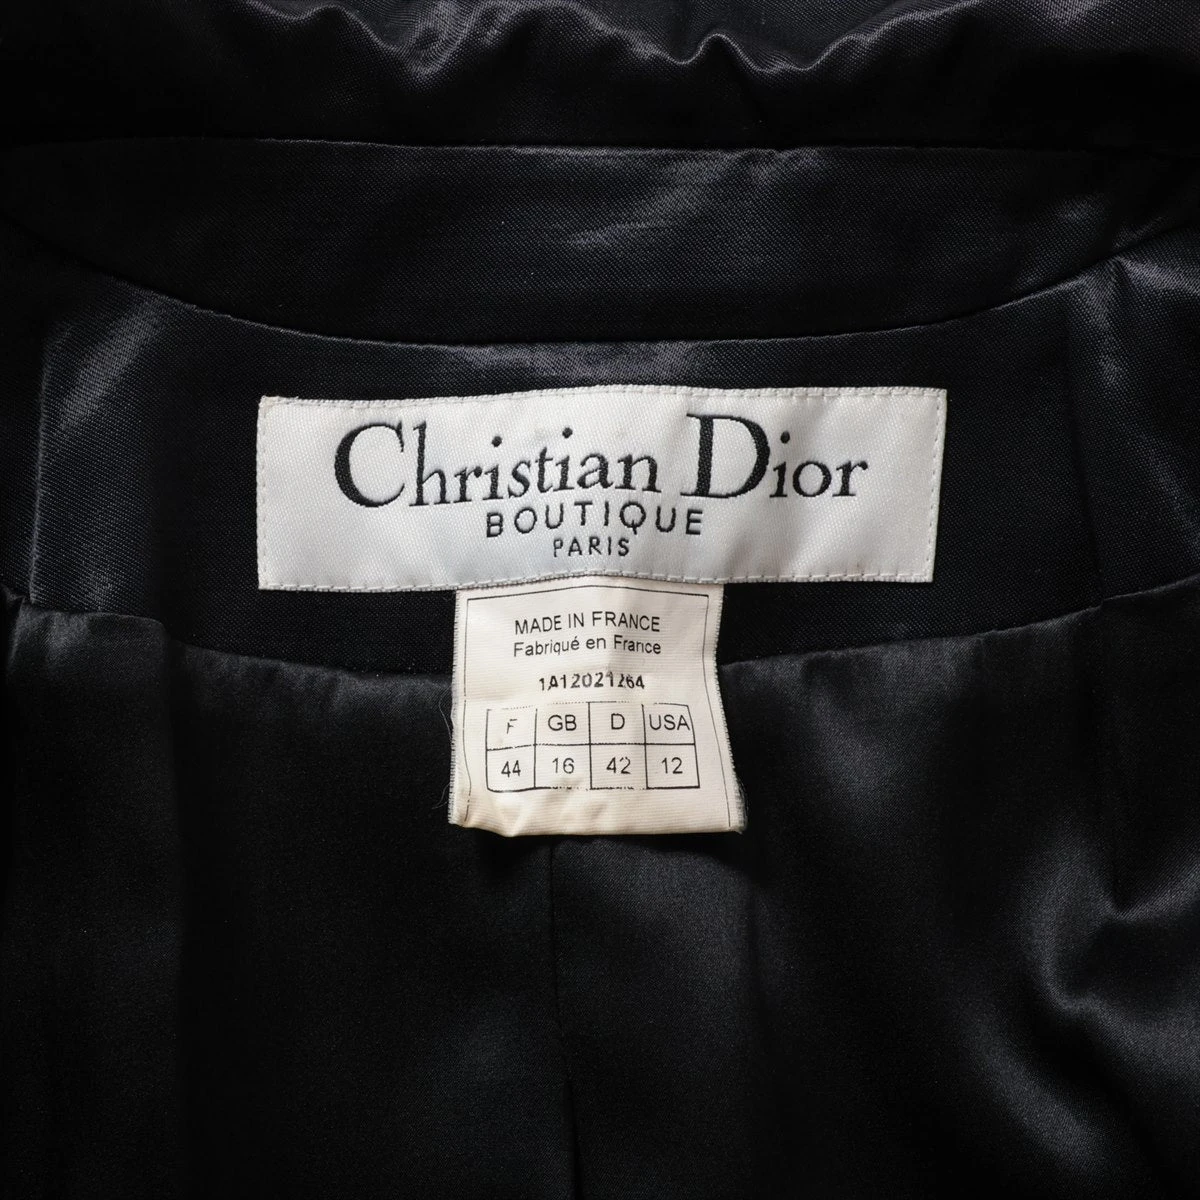 Christian Dior
BOUTIQUE
PARIS
MADE IN FRANCE
Fabriqué en France
1A12021264
F GB D USA
44 16 42 12